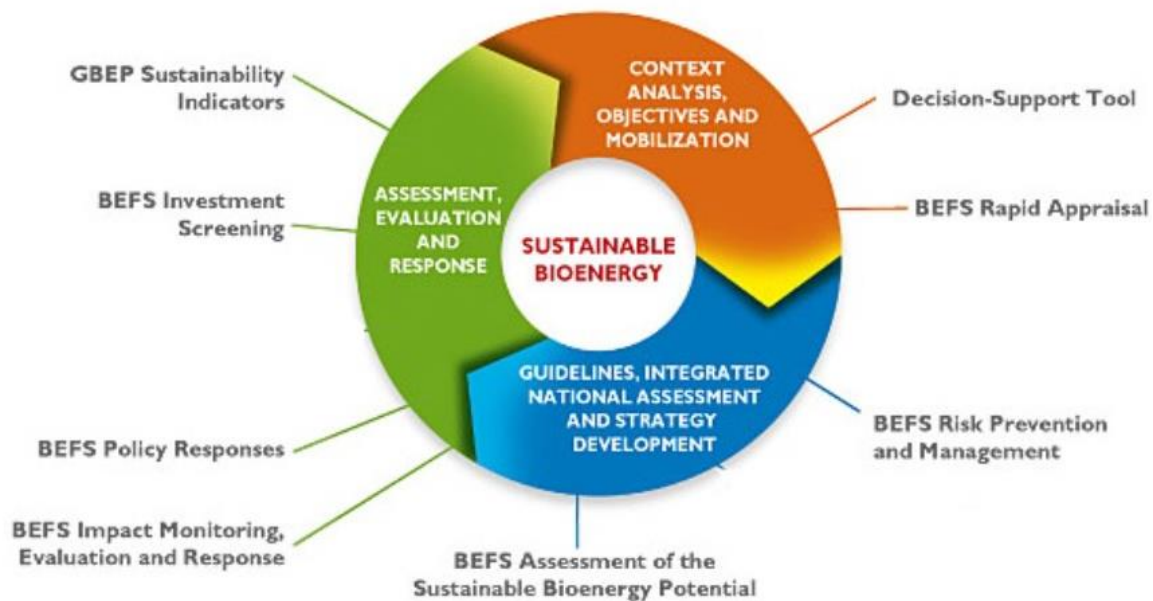 GBEP Sustainability
Indicators
CONTEXT
ANALYSIS,
OBJECTIVES AND
MOBILIZATION
Decision-Support Tool
BEFS Investment
Screening
ASSESSMENT,
EVALUATION
AND
RESPONSE
SUSTAINABLE
BIOENERGY
BEFS Rapid Appraisal
GUIDELINES, INTEGRATED
NATIONAL ASSESSMENT
AND STRATEGY
DEVELOPMENT
BEFS Risk Prevention
and Management
BEFS Policy Responses
BEFS Impact Monitoring,
Evaluation and Response
BEFS Assessment of the
Sustainable Bioenergy Potential